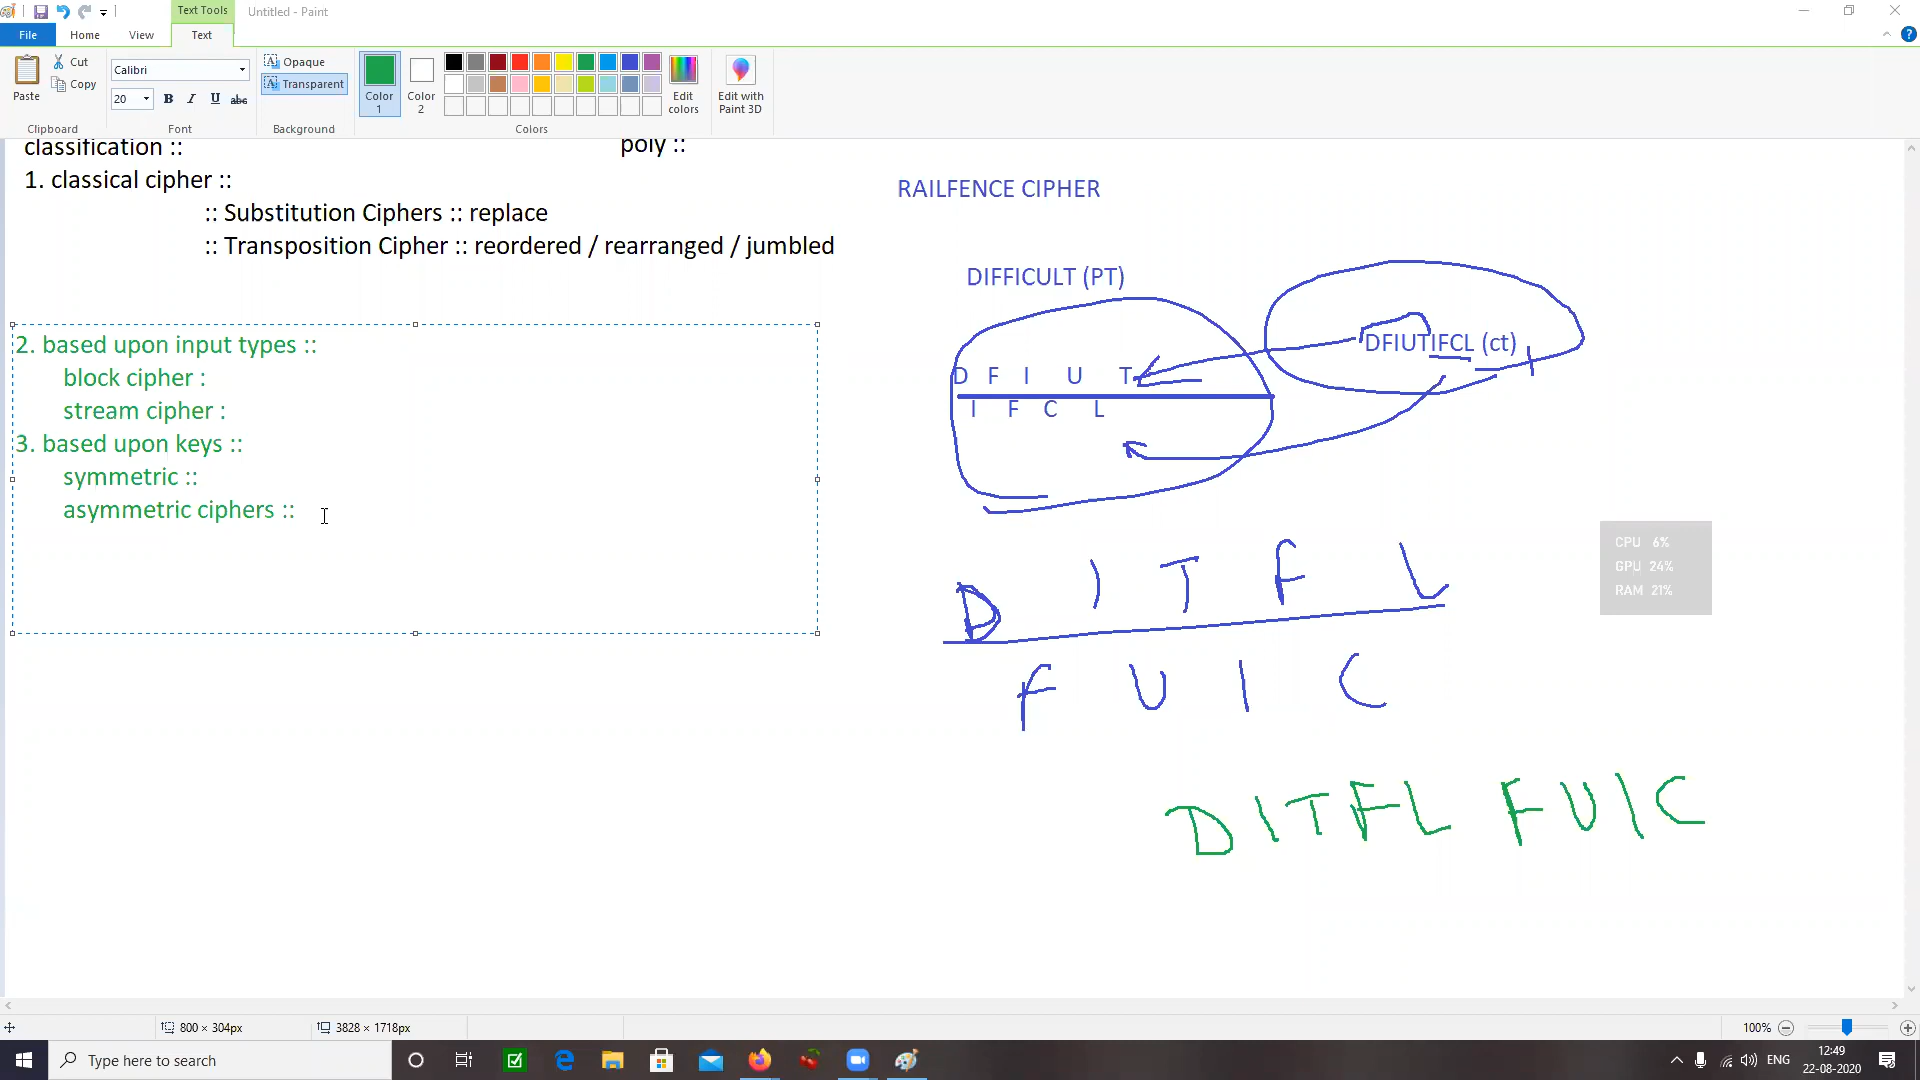 Text Tools
Untitled - Paint
File
Home
View
Text
Paste
Cut
Copy
Clipboard
Calibri
20
B
I
U
abc
Font
Opaque
Transparent
Background
Color
1
Color
2
Colors
Edit
colors
Edit with
Paint 3D
classification ::
poly ::
1. classical cipher ::
:: Substitution Ciphers :: replace
:: Transposition Cipher :: reordered / rearranged / jumbled
2. based upon input types ::
block cipher :
stream cipher :
3. based upon keys ::
symmetric ::
asymmetric ciphers ::
RAILFENCE CIPHER
DIFFICULT (PT)
DFIUTIFCL (ct)
D F I U T
I F C L
D I T F L
F U I C
DITFL FUIC
CPU 6%
GPU 24%
RAM 21%
800 × 304px
3828 × 1718px
100%
Type here to search
ENG
12:49
22-08-2020